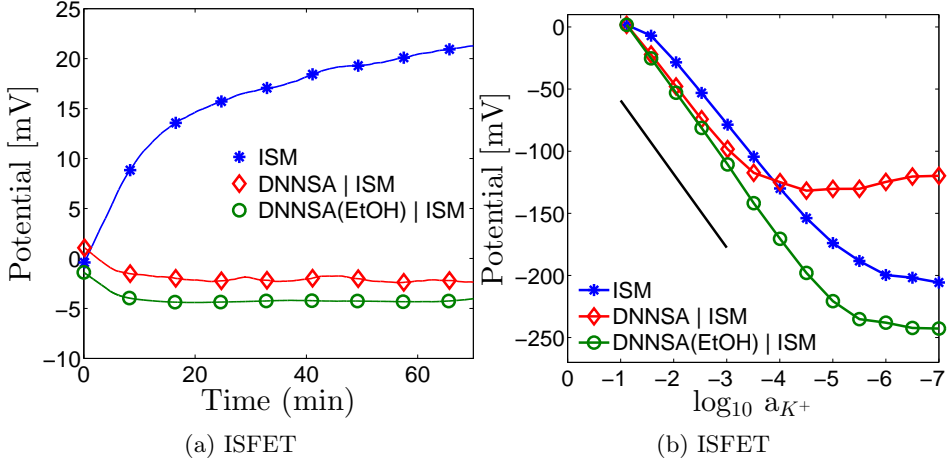 25
20
15
10
5
0
−5
−10
Potential [mV]
ISM
DNNSA | ISM
DNNSA(EtOH) | ISM
0
20
40
60
Time (min)
(a) ISFET
0
−50
−100
−150
−200
−250
Potential [mV]
ISM
DNNSA | ISM
DNNSA(EtOH) | ISM
0
−1
−2
−3
−4
−5
−6
−7
log₁₀ a_K⁺
(b) ISFET